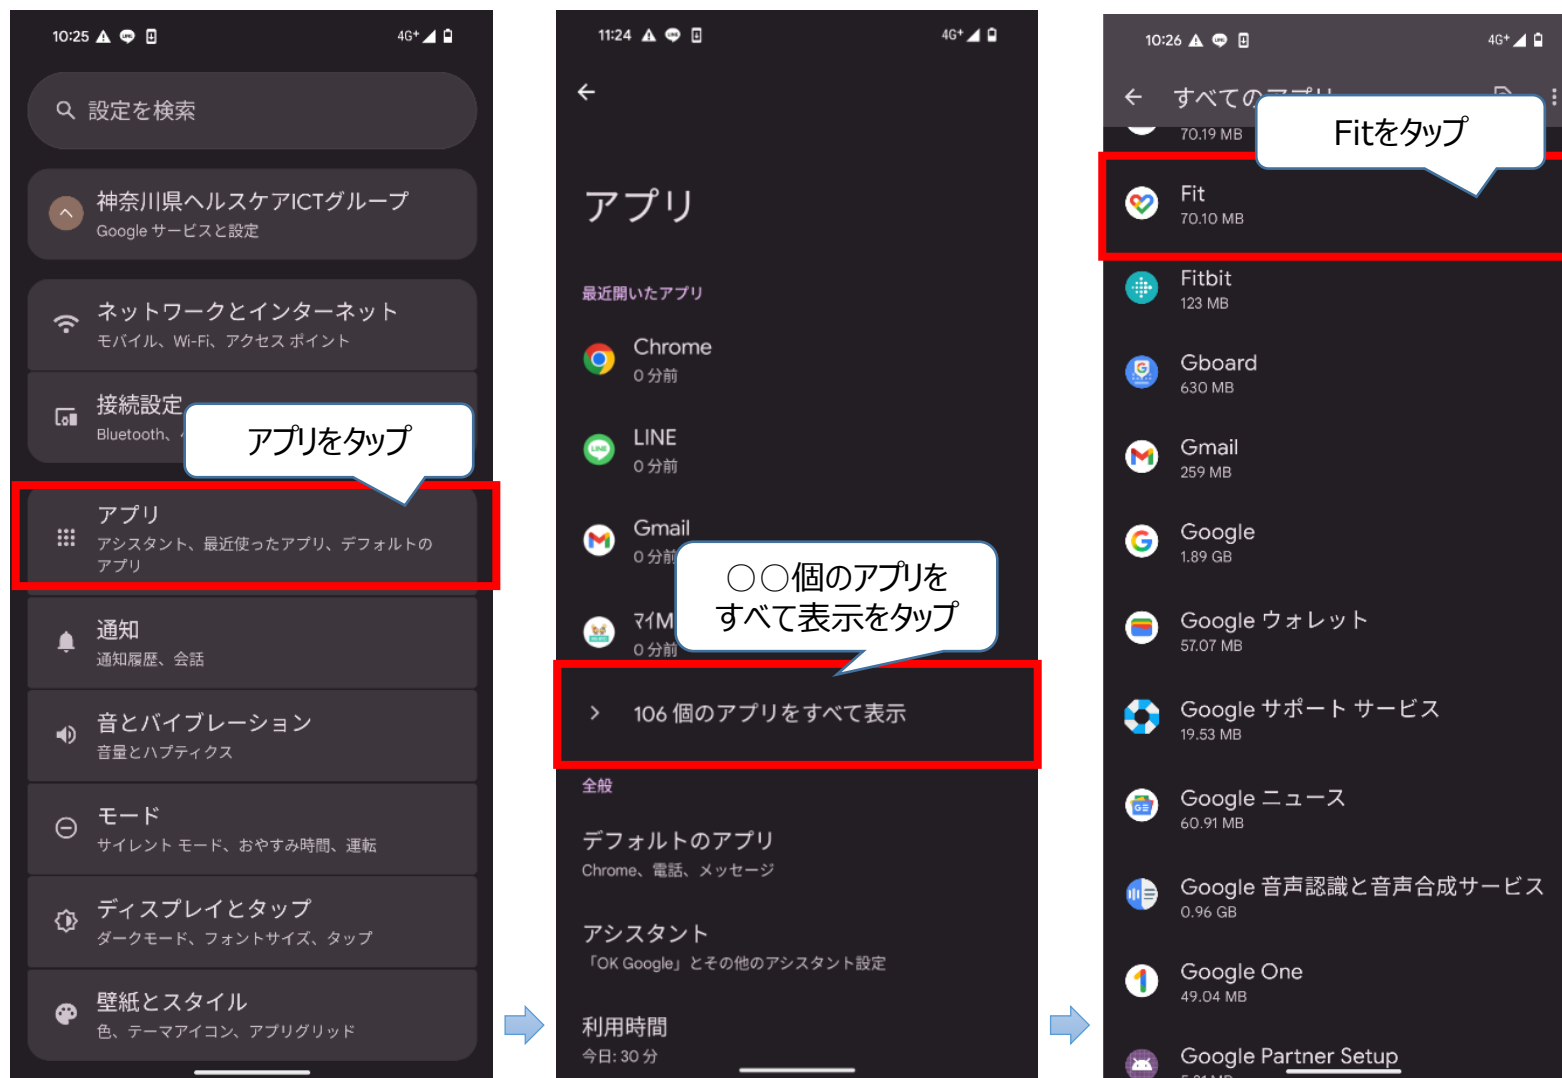 10:25
4G+
設定を検索
神奈川県ヘルスケアICTグループ
Google サービスと設定
ネットワークとインターネット
モバイル、Wi-Fi、アクセス ポイント
接続設定
Bluetooth、
アプリをタップ
アプリ
アシスタント、最近使ったアプリ、デフォルトの
アプリ
通知
通知履歴、会話
音とバイブレーション
音量とハプティクス
モード
サイレント モード、おやすみ時間、運転
ディスプレイとタップ
ダークモード、フォントサイズ、タップ
壁紙とスタイル
色、テーマアイコン、アプリグリッド
11:24
4G+
アプリ
最近開いたアプリ
Chrome
0 分前
LINE
0 分前
Gmail
0 分前
○○個のアプリを
すべて表示をタップ
マイM
0 分前
106 個のアプリをすべて表示
全般
デフォルトのアプリ
Chrome、電話、メッセージ
アシスタント
「OK Google」とその他のアシスタント設定
利用時間
今日: 30 分
10:26
4G+
すべてのアプリ
70.19 MB
Fitをタップ
Fit
70.10 MB
Fitbit
123 MB
Gboard
630 MB
Gmail
259 MB
Google
1.89 GB
Google ウォレット
57.07 MB
Google サポート サービス
19.53 MB
Google ニュース
60.91 MB
Google 音声認識と音声合成サービス
0.96 GB
Google One
49.04 MB
Google Partner Setup